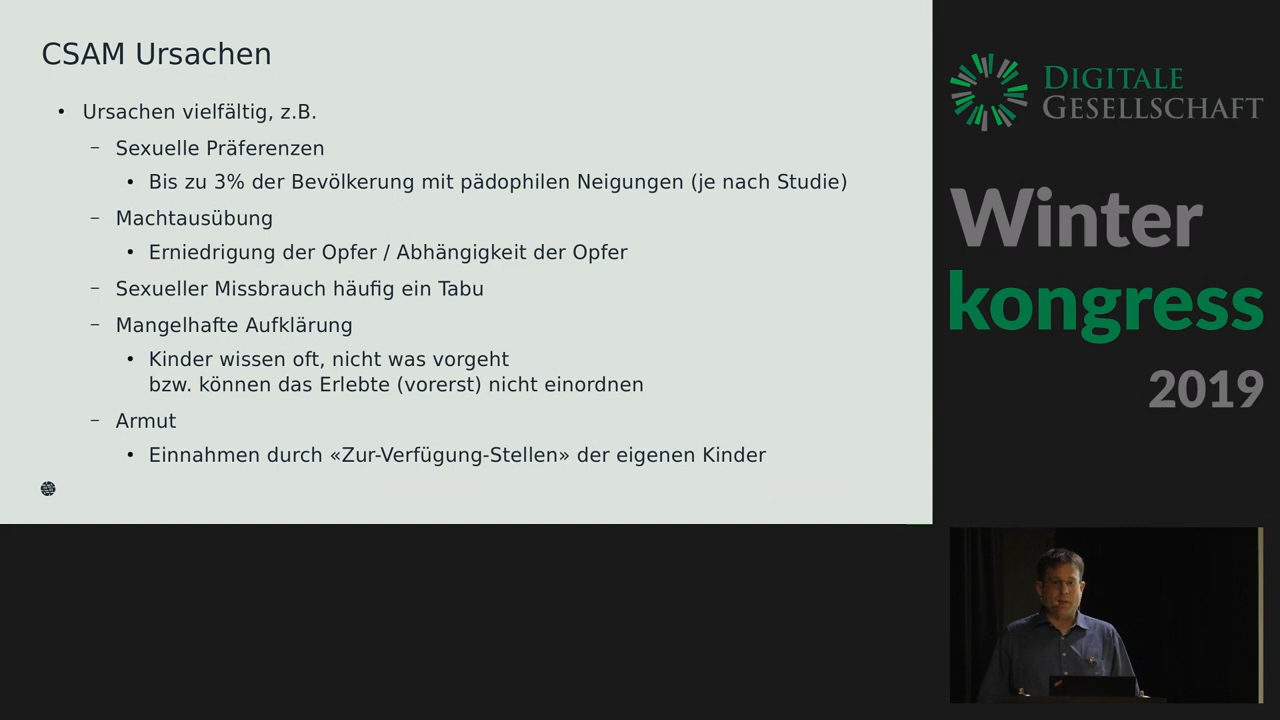 CSAM Ursachen
• Ursachen vielfältig, z.B.
– Sexuelle Präferenzen
• Bis zu 3% der Bevölkerung mit pädophilen Neigungen (je nach Studie)
– Machtausübung
• Erniedrigung der Opfer / Abhängigkeit der Opfer
– Sexueller Missbrauch häufig ein Tabu
– Mangelhafte Aufklärung
• Kinder wissen oft, nicht was vorgeht
bzw. können das Erlebte (vorerst) nicht einordnen
– Armut
• Einnahmen durch «Zur-Verfügung-Stellen» der eigenen Kinder
DIGITALE
GESELLSCHAFT
Winter
kongress
2019